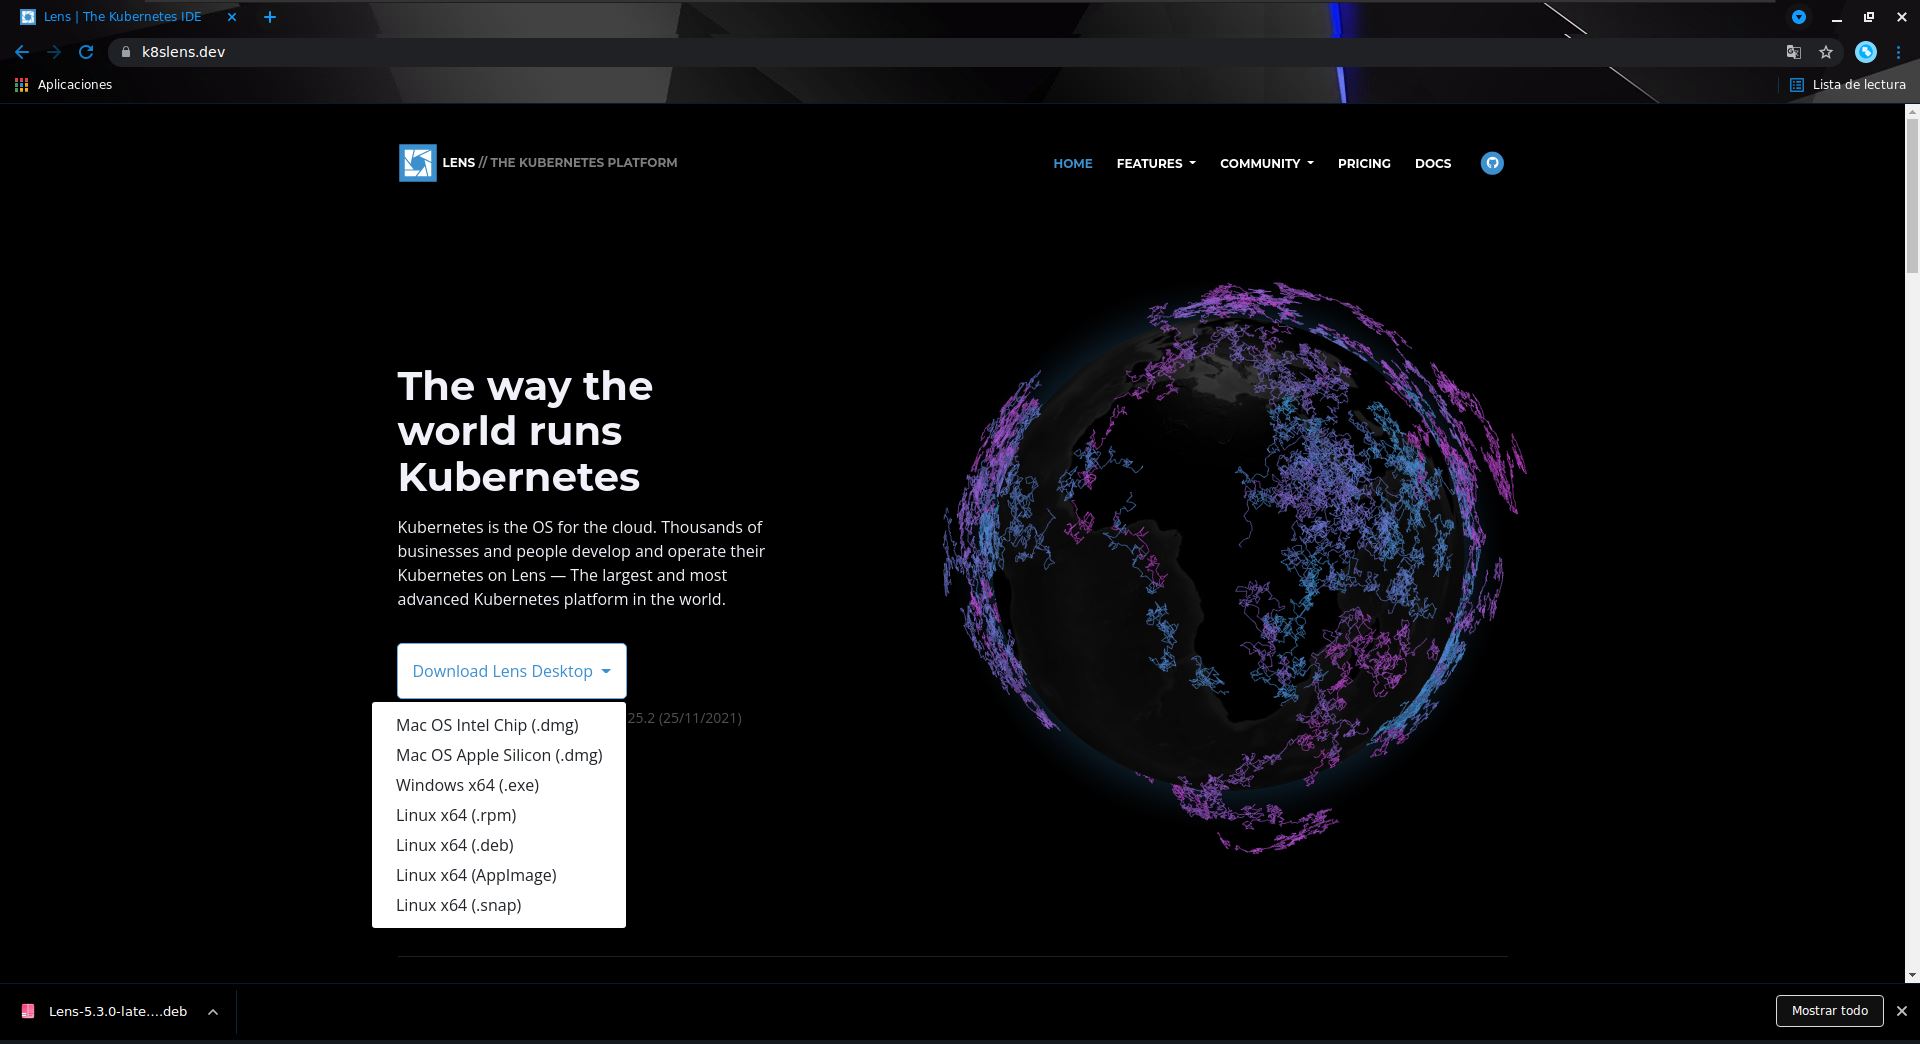 Lens | The Kubernetes IDE
k8slens.dev
Aplicaciones
Lista de lectura
LENS // THE KUBERNETES PLATFORM
HOME FEATURES COMMUNITY PRICING DOCS
The way the
world runs
Kubernetes
Kubernetes is the OS for the cloud. Thousands of
businesses and people develop and operate their
Kubernetes on Lens — The largest and most
advanced Kubernetes platform in the world.
Download Lens Desktop
25.2 (25/11/2021)
Mac OS Intel Chip (.dmg)
Mac OS Apple Silicon (.dmg)
Windows x64 (.exe)
Linux x64 (.rpm)
Linux x64 (.deb)
Linux x64 (AppImage)
Linux x64 (.snap)
Lens-5.3.0-late....deb
Mostrar todo